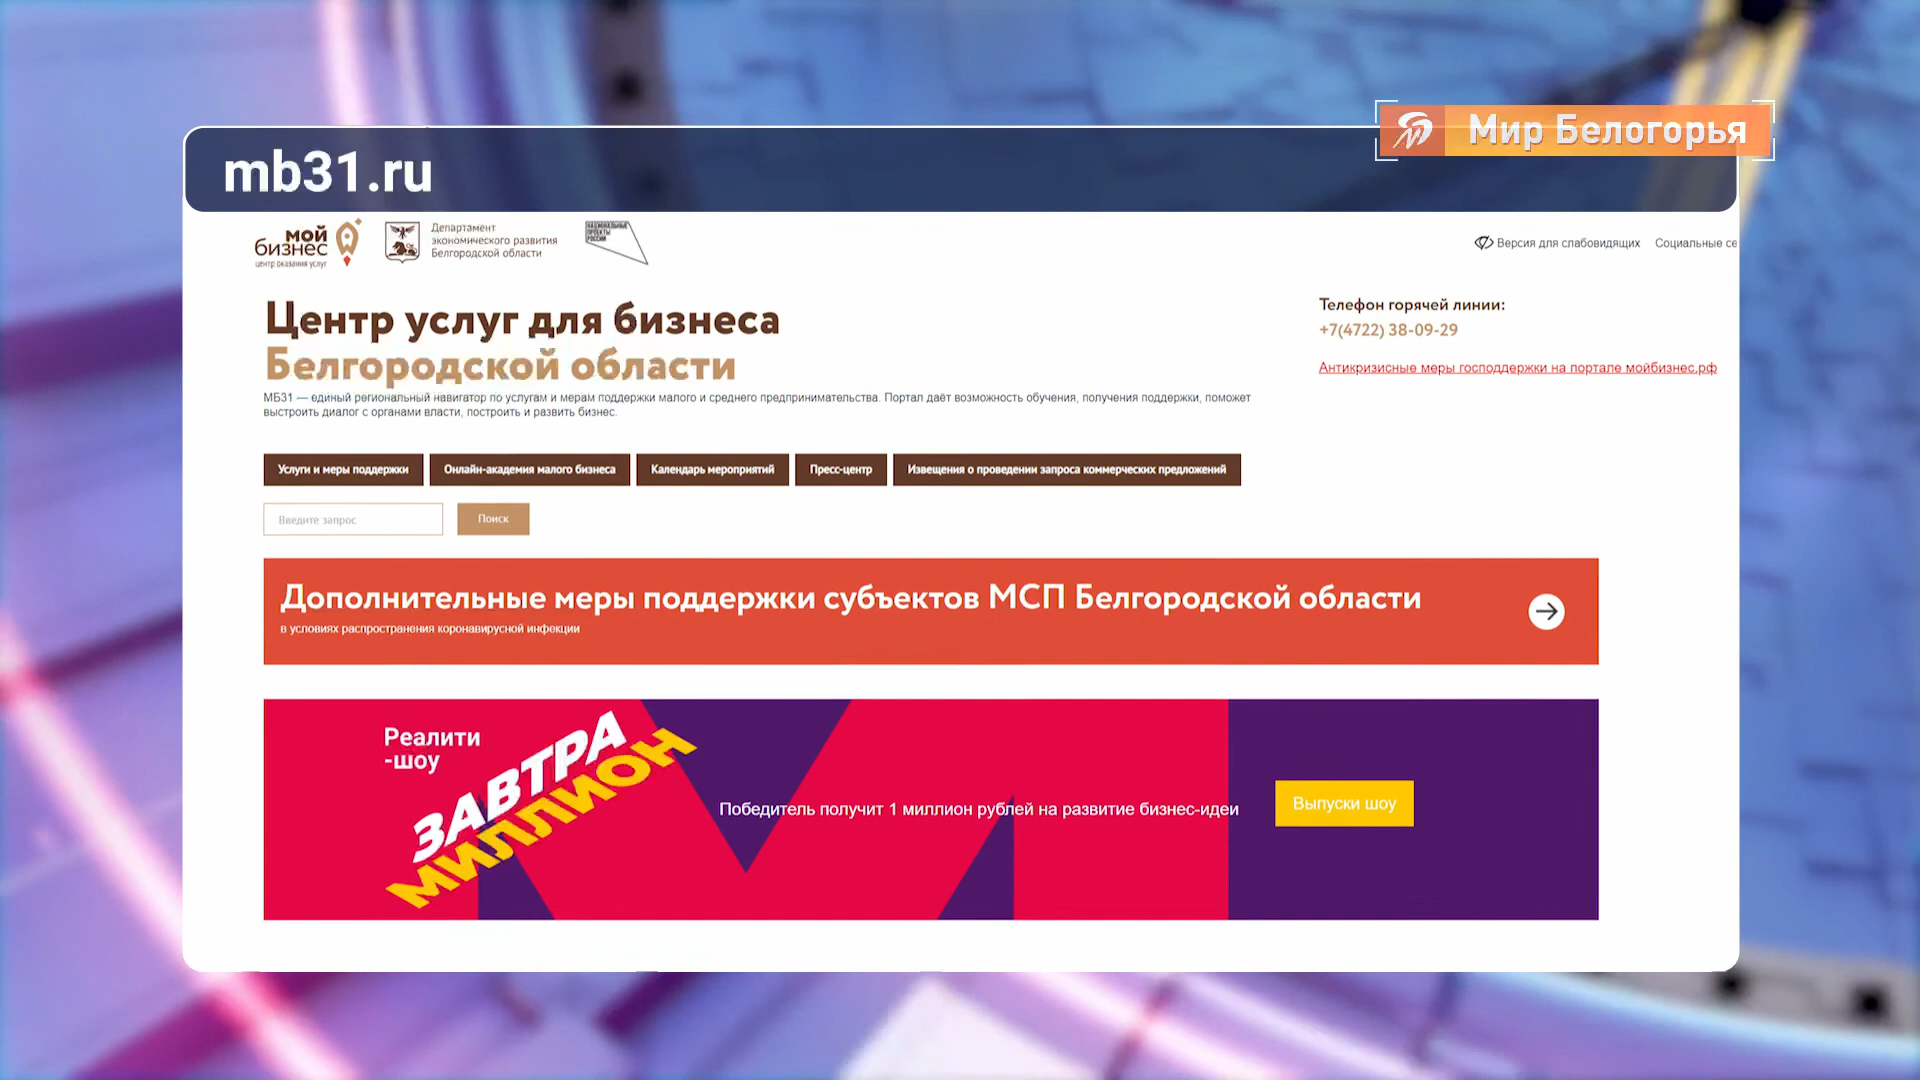 Мир Белогорья
mb31.ru
мой
бизнес
центр оказания услуг
Департамент
экономического развития
Белгородской области
НАЦИОНАЛЬНЫЕ
ПРОЕКТЫ
РОССИИ
Версия для слабовидящих
Социальные се
Центр услуг для бизнеса
Белгородской области
МБ31 — единый региональный навигатор по услугам и мерам поддержки малого и среднего предпринимательства. Портал даёт возможность обучения, получения поддержки, поможет
выстроить диалог с органами власти, построить и развить бизнес.
Телефон горячей линии:
+7(4722) 38-09-29
Антикризисные меры господдержки на портале мойбизнес.рф
Услуги и меры поддержки
Онлайн-академия малого бизнеса
Календарь мероприятий
Пресс-центр
Извещения о проведении запроса коммерческих предложений
Введите запрос
Поиск
Дополнительные меры поддержки субъектов МСП Белгородской области
в условиях распространения коронавирусной инфекции
Реалити
-шоу
ЗАВТРА
МИЛЛИОН
Победитель получит 1 миллион рублей на развитие бизнес-идеи
Выпуски шоу